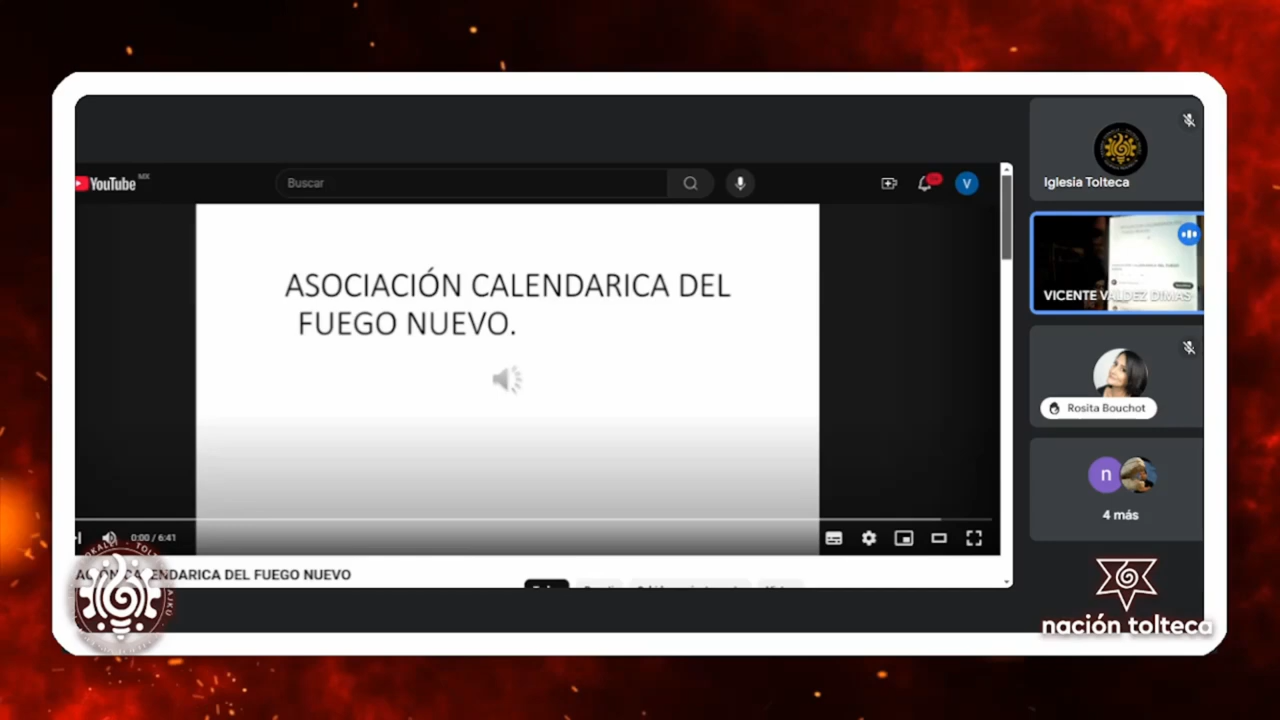 YouTube MX
Buscar
V
ASOCIACIÓN CALENDARICA DEL
FUEGO NUEVO.
0:00 / 6:41
CALENDARICA DEL FUEGO NUEVO
Iglesia Tolteca
VICENTE VALDEZ DIMAS
Rosita Bouchot
n
4 más
nación tolteca